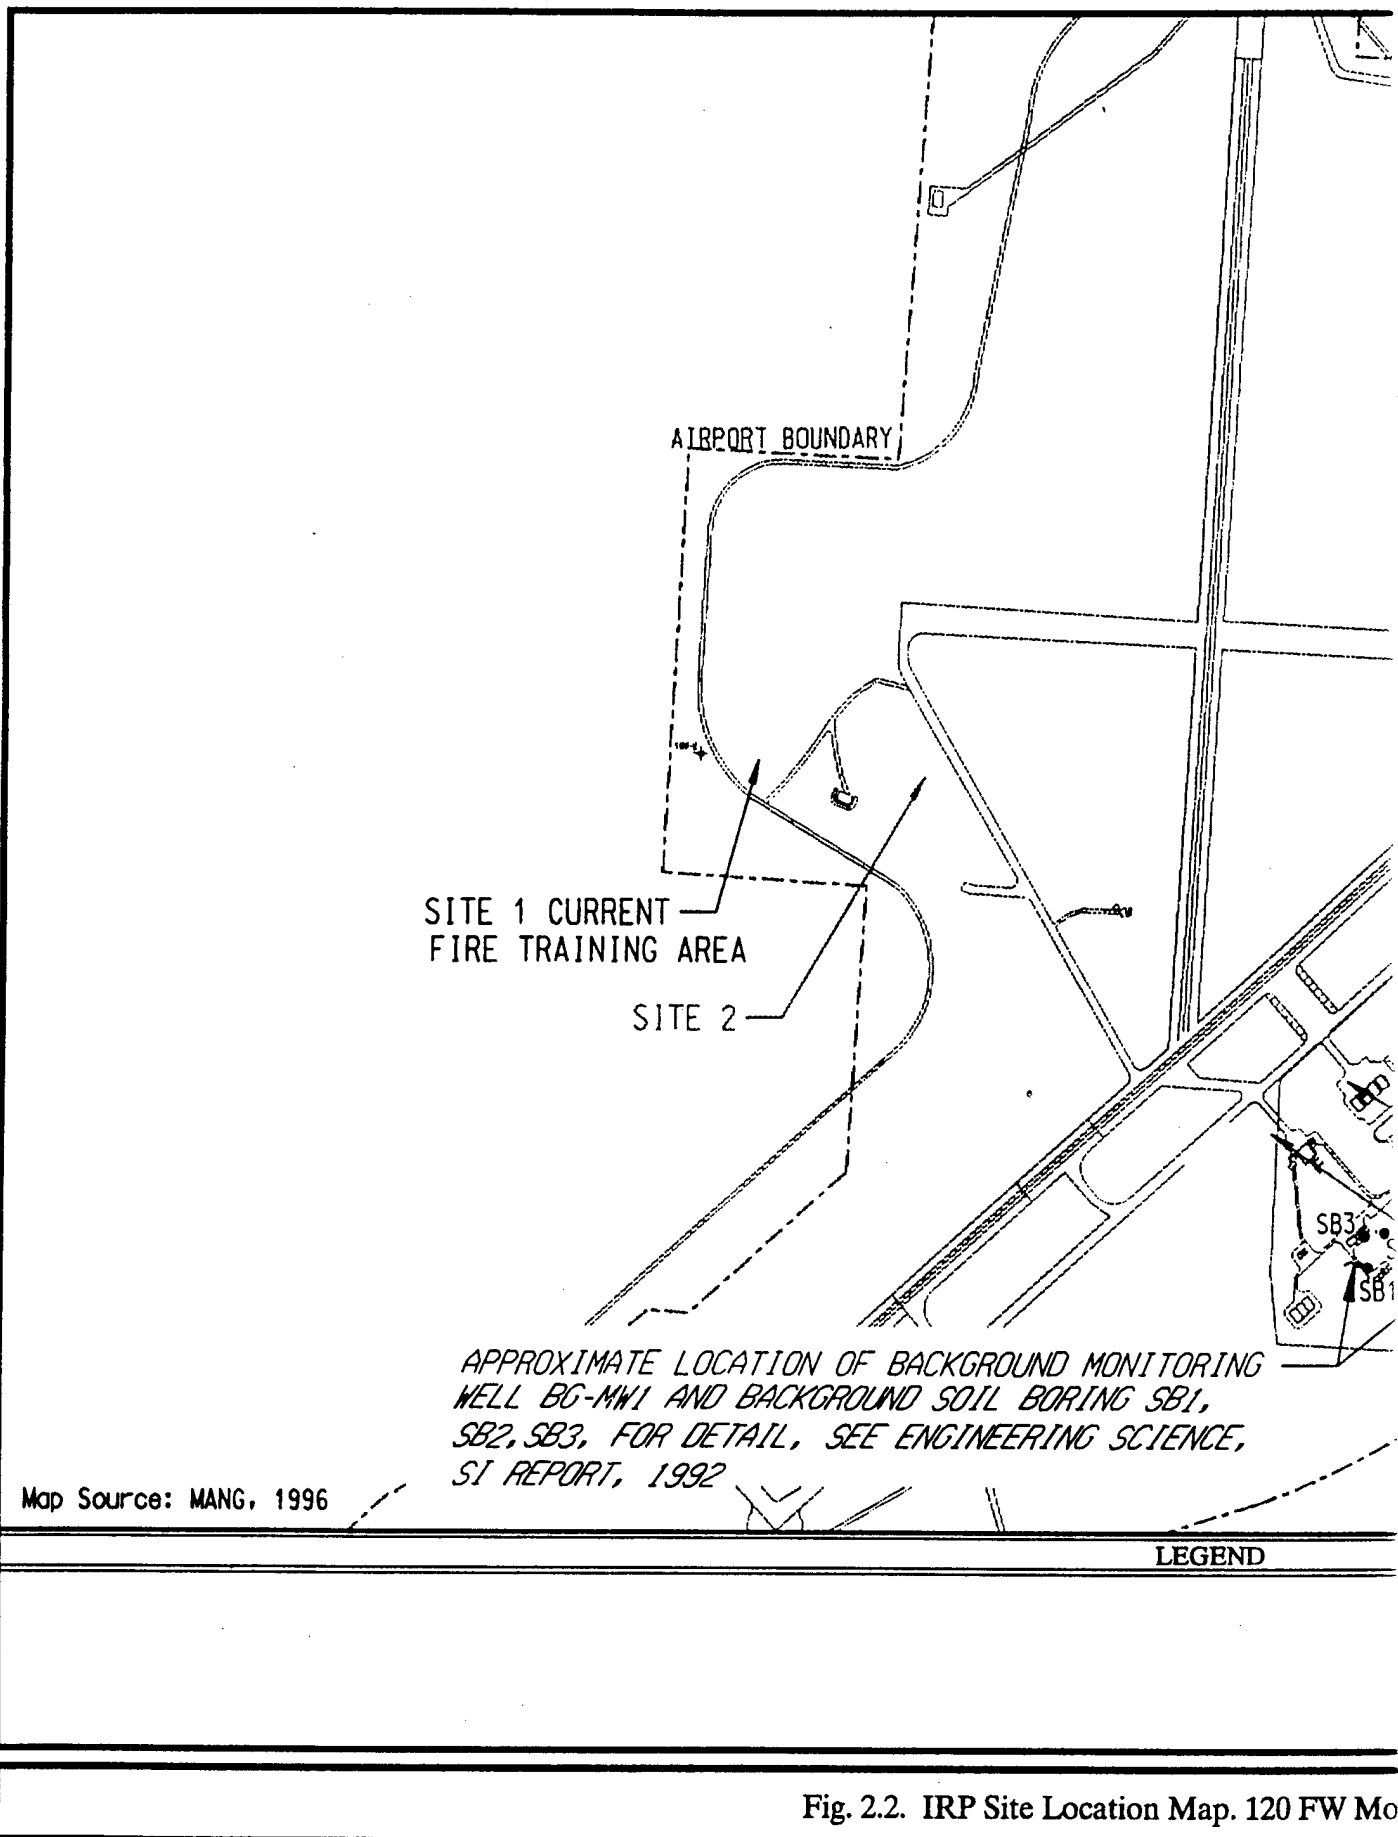 AIRPORT BOUNDARY
SITE 1 CURRENT
FIRE TRAINING AREA
SITE 2
SB3
SB1
APPROXIMATE LOCATION OF BACKGROUND MONITORING
WELL BG-MW1 AND BACKGROUND SOIL BORING SB1,
SB2, SB3, FOR DETAIL, SEE ENGINEERING SCIENCE,
SI REPORT, 1992
Map Source: MANG, 1996
LEGEND
Fig. 2.2. IRP Site Location Map. 120 FW Mo